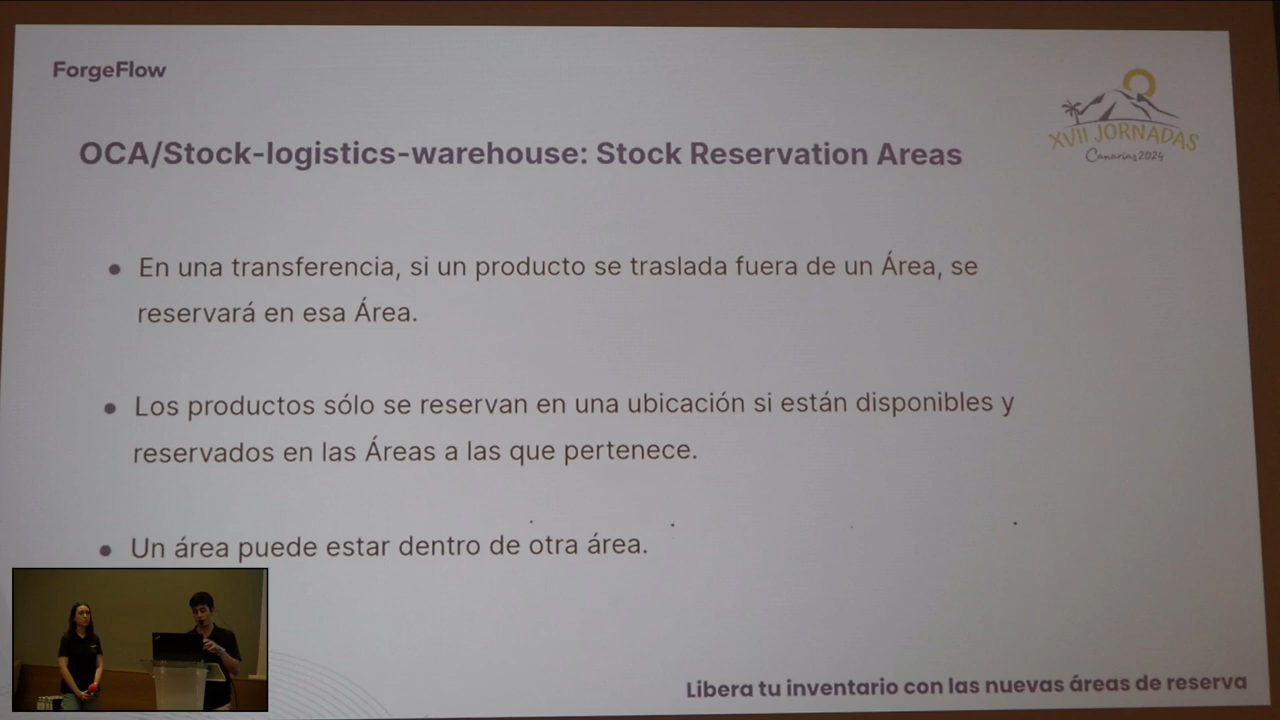 ForgeFlow
XVII JORNADAS
Canarias 2024
OCA/Stock-logistics-warehouse: Stock Reservation Areas
En una transferencia, si un producto se traslada fuera de un Área, se
reservará en esa Área.
Los productos sólo se reservan en una ubicación si están disponibles y
reservados en las Áreas a las que pertenece.
Un área puede estar dentro de otra área.
Libera tu inventario con las nuevas áreas de reserva